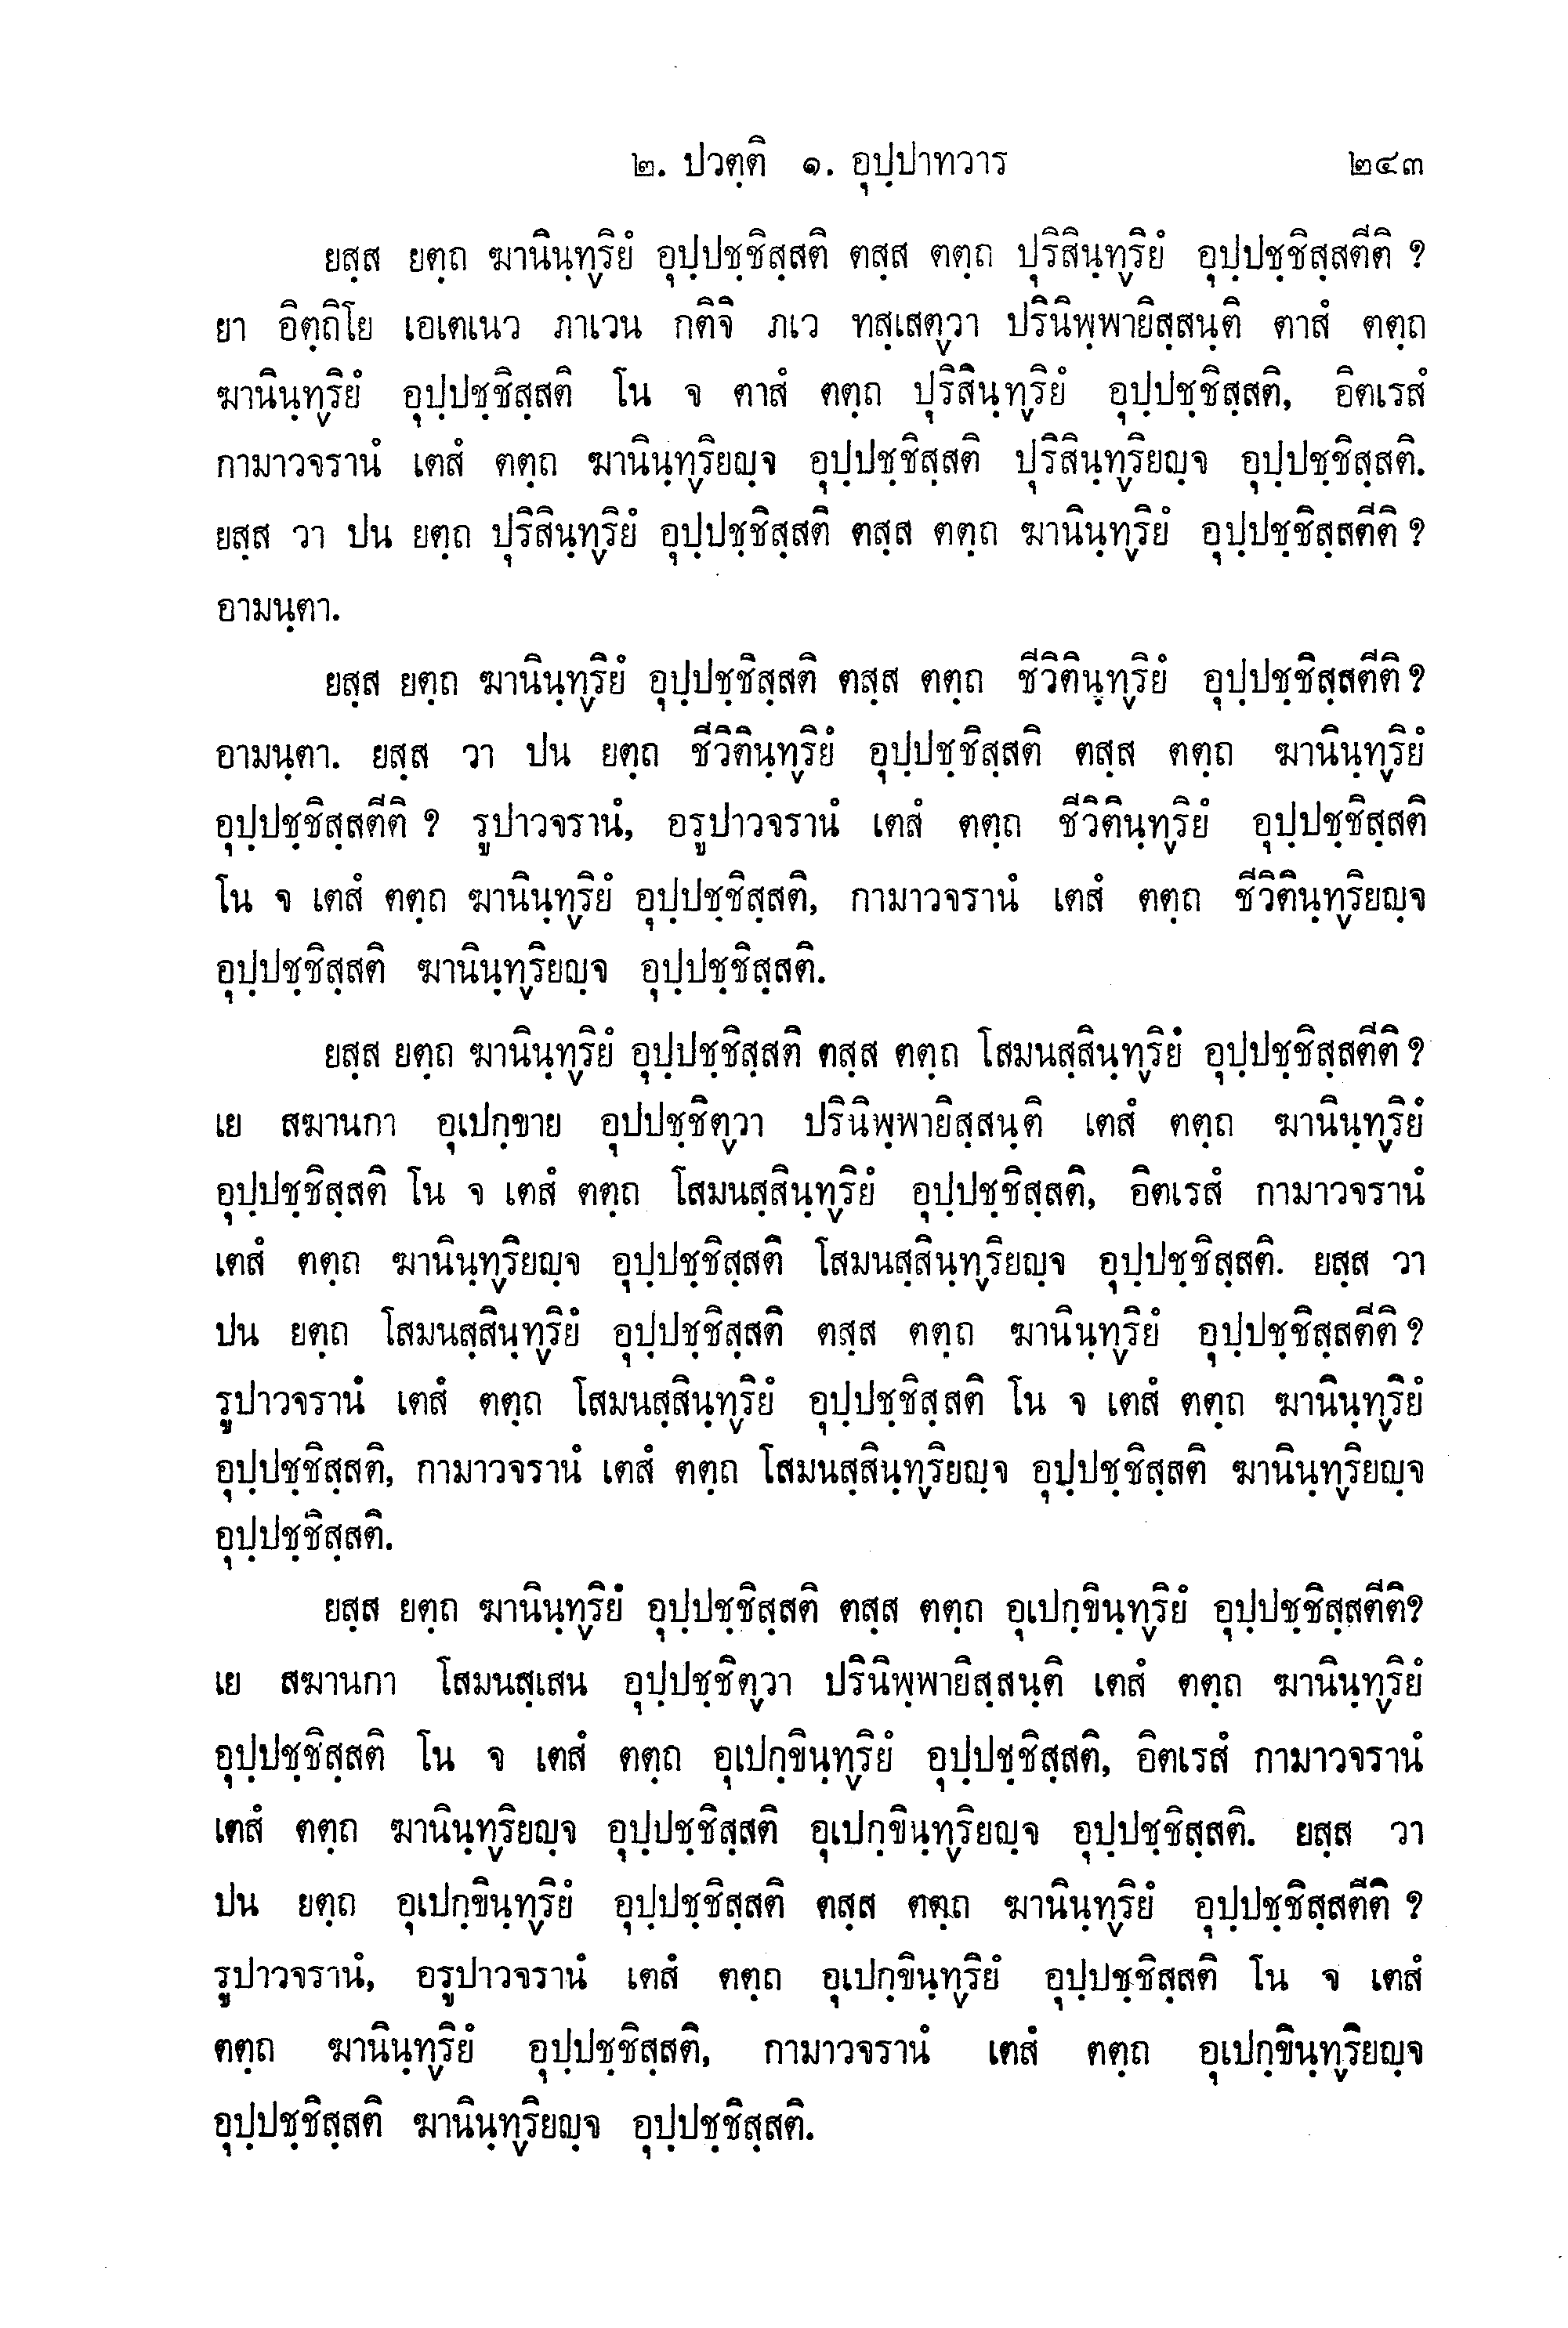 ๒. ปวตฺติ ๑. อุปฺปาทวาร ๒๔๓
ยสฺส ยตฺถ ฆานินฺท๎ริยํ อุปฺปชฺชิสฺสติ ตสฺส ตตฺถ ปุริสินฺท๎ริยํ อุปฺปชฺชิสฺสตีติ ?
ยา อิตฺถิโย เอเตเนว ภาเวน กติจิ ภเว ทสฺเสต๎วา ปรินิพฺพายิสฺสนฺติ ตาสํ ตตฺถ
ฆานินฺท๎ริยํ อุปฺปชฺชิสฺสติ โน จ ตาสํ ตตฺถ ปุริสินฺท๎ริยํ อุปฺปชฺชิสฺสติ, อิตเรสํ
กามาวจรานํ เตสํ ตตฺถ ฆานินฺท๎ริยญฺจ อุปฺปชฺชิสฺสติ ปุริสินฺท๎ริยญฺจ อุปฺปชฺชิสฺสติ.
ยสฺส วา ปน ยตฺถ ปุริสินฺท๎ริยํ อุปฺปชฺชิสฺสติ ตสฺส ตตฺถ ฆานินฺท๎ริยํ อุปฺปชฺชิสฺสตีติ ?
อามนฺตา.
ยสฺส ยตฺถ ฆานินฺท๎ริยํ อุปฺปชฺชิสฺสติ ตสฺส ตตฺถ ชีวิตินฺท๎ริยํ อุปฺปชฺชิสฺสตีติ ?
อามนฺตา. ยสฺส วา ปน ยตฺถ ชีวิตินฺท๎ริยํ อุปฺปชฺชิสฺสติ ตสฺส ตตฺถ ฆานินฺท๎ริยํ
อุปฺปชฺชิสฺสตีติ ? รูปาวจรานํ, อรูปาวจรานํ เตสํ ตตฺถ ชีวิตินฺท๎ริยํ อุปฺปชฺชิสฺสติ
โน จ เตสํ ตตฺถ ฆานินฺท๎ริยํ อุปฺปชฺชิสฺสติ, กามาวจรานํ เตสํ ตตฺถ ชีวิตินฺท๎ริยญฺจ
อุปฺปชฺชิสฺสติ ฆานินฺท๎ริยญฺจ อุปฺปชฺชิสฺสติ.
ยสฺส ยตฺถ ฆานินฺท๎ริยํ อุปฺปชฺชิสฺสติ ตสฺส ตตฺถ โสมนสฺสินฺท๎ริยํ อุปฺปชฺชิสฺสตีติ ?
เย สฆานกา อุเปกฺขาย อุปปชฺชิต๎วา ปรินิพฺพายิสฺสนฺติ เตสํ ตตฺถ ฆานินฺท๎ริยํ
อุปฺปชฺชิสฺสติ โน จ เตสํ ตตฺถ โสมนสฺสินฺท๎ริยํ อุปฺปชฺชิสฺสติ, อิตเรสํ กามาวจรานํ
เตสํ ตตฺถ ฆานินฺท๎ริยญฺจ อุปฺปชฺชิสฺสติ โสมนสฺสินฺท๎ริยญฺจ อุปฺปชฺชิสฺสติ. ยสฺส วา
ปน ยตฺถ โสมนสฺสินฺท๎ริยํ อุปฺปชฺชิสฺสติ ตสฺส ตตฺถ ฆานินฺท๎ริยํ อุปฺปชฺชิสฺสตีติ ?
รูปาวจรานํ เตสํ ตตฺถ โสมนสฺสินฺท๎ริยํ อุปฺปชฺชิสฺสติ โน จ เตสํ ตตฺถ ฆานินฺท๎ริยํ
อุปฺปชฺชิสฺสติ, กามาวจรานํ เตสํ ตตฺถ โสมนสฺสินฺท๎ริยญฺจ อุปฺปชฺชิสฺสติ ฆานินฺท๎ริยญฺจ
อุปฺปชฺชิสฺสติ.
ยสฺส ยตฺถ ฆานินฺท๎ริยํ อุปฺปชฺชิสฺสติ ตสฺส ตตฺถ อุเปกฺขินฺท๎ริยํ อุปฺปชฺชิสฺสตีติ?
เย สฆานกา โสมนสฺเสน อุปฺปชฺชิต๎วา ปรินิพฺพายิสฺสนฺติ เตสํ ตตฺถ ฆานินฺท๎ริยํ
อุปฺปชฺชิสฺสติ โน จ เตสํ ตตฺถ อุเปกฺขินฺท๎ริยํ อุปฺปชฺชิสฺสติ, อิตเรสํ กามาวจรานํ
เตสํ ตตฺถ ฆานินฺท๎ริยญฺจ อุปฺปชฺชิสฺสติ อุเปกฺขินฺท๎ริยญฺจ อุปฺปชฺชิสฺสติ. ยสฺส วา
ปน ยตฺถ อุเปกฺขินฺท๎ริยํ อุปฺปชฺชิสฺสติ ตสฺส ตตฺถ ฆานินฺท๎ริยํ อุปฺปชฺชิสฺสตีติ ?
รูปาวจรานํ, อรูปาวจรานํ เตสํ ตตฺถ อุเปกฺขินฺท๎ริยํ อุปฺปชฺชิสฺสติ โน จ เตสํ
ตตฺถ ฆานินฺท๎ริยํ อุปฺปชฺชิสฺสติ, กามาวจรานํ เตสํ ตตฺถ อุเปกฺขินฺท๎ริยญฺจ
อุปฺปชฺชิสฺสติ ฆานินฺท๎ริยญฺจ อุปฺปชฺชิสฺสติ.